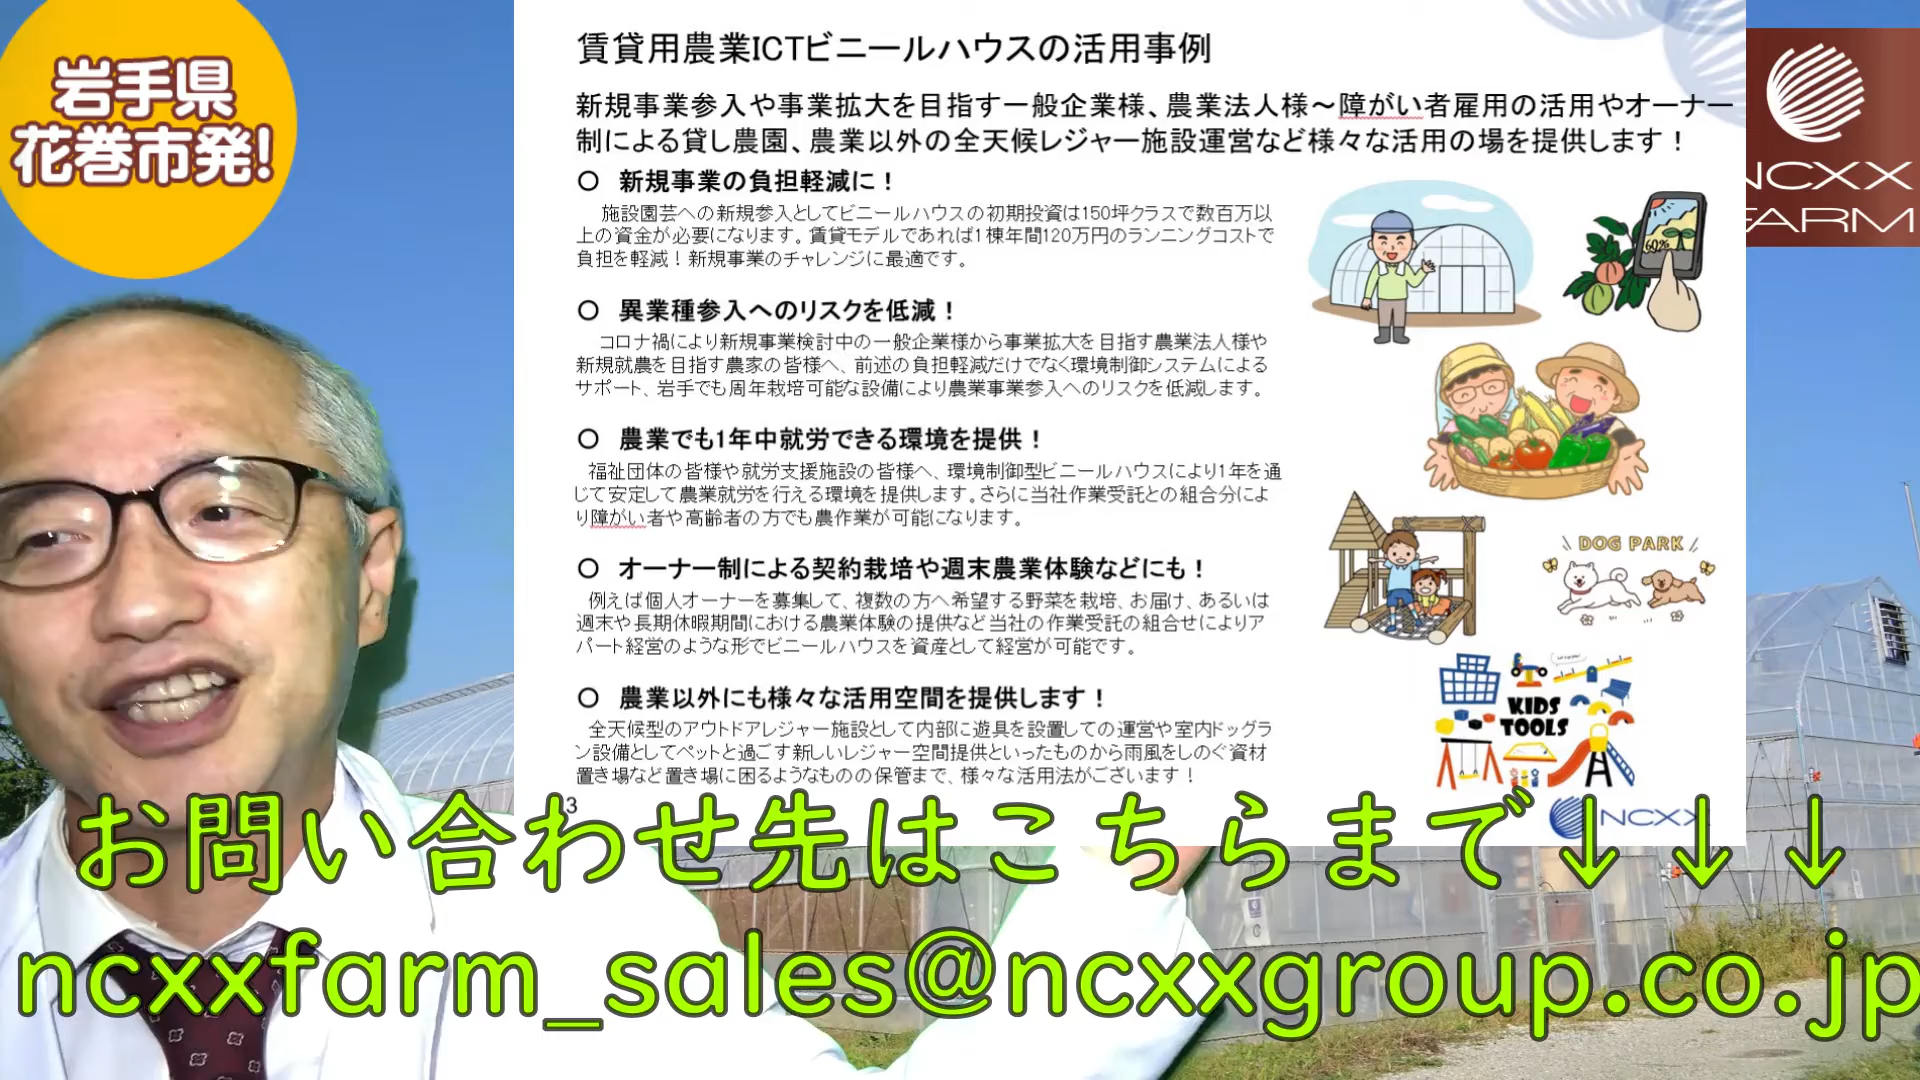 岩手県
花巻市発!
賃貸用農業ICTビニールハウスの活用事例
新規事業参入や事業拡大を目指す一般企業様、農業法人様～障がい者雇用の活用やオーナー
制による貸し農園、農業以外の全天候レジャー施設運営など様々な活用の場を提供します！
〇　新規事業の負担軽減に！
施設園芸への新規参入としてビニールハウスの初期投資は150坪クラスで数百万以
上の資金が必要になります。賃貸モデルであれば1棟年間120万円のランニングコストで
負担を軽減！新規事業のチャレンジに最適です。
〇　異業種参入へのリスクを低減！
コロナ禍により新規事業検討中の一般企業様から事業拡大を目指す農業法人様や
新規就農を目指す農家の皆様へ、前述の負担軽減だけでなく環境制御システムによる
サポート、岩手でも周年栽培可能な設備により農業事業参入へのリスクを低減します。
〇　農業でも1年中就労できる環境を提供！
福祉団体の皆様や就労支援施設の皆様へ、環境制御型ビニールハウスにより1年を通
じて安定して農業就労を行える環境を提供します。さらに当社作業受託との組合分によ
り障がい者や高齢者の方でも農作業が可能になります。
〇　オーナー制による契約栽培や週末農業体験などにも！
例えば個人オーナーを募集して、複数の方へ希望する野菜を栽培、お届け、あるいは
週末や長期休暇期間における農業体験の提供など当社の作業受託の組合せによりア
パート経営のような形でビニールハウスを資産として経営が可能です。
〇　農業以外にも様々な活用空間を提供します！
全天候型のアウトドアレジャー施設として内部に遊具を設置しての運営や室内ドッグラ
ン設備としてペットと過ごす新しいレジャー空間提供といったものから雨風をしのぐ資材
置き場など置き場に困るようなものの保管まで、様々な活用法がございます！
3
60%
DOG PARK
KIDS
TOOLS
NCXX
NCXX
FARM
お問い合わせ先はこちらまで↓↓↓
ncxxfarm_sales@ncxxgroup.co.jp